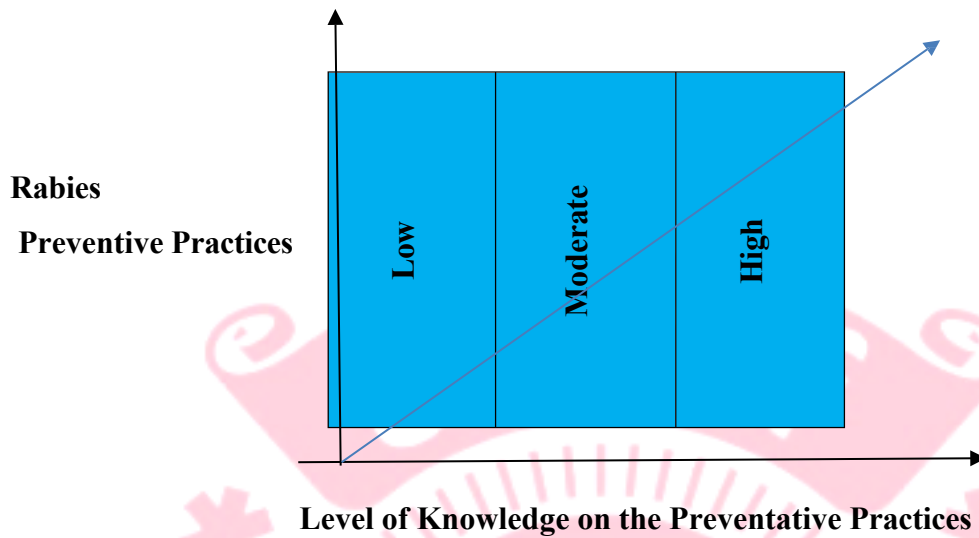 Rabies
Preventive Practices
Low
Moderate
High
Level of Knowledge on the Preventative Practices